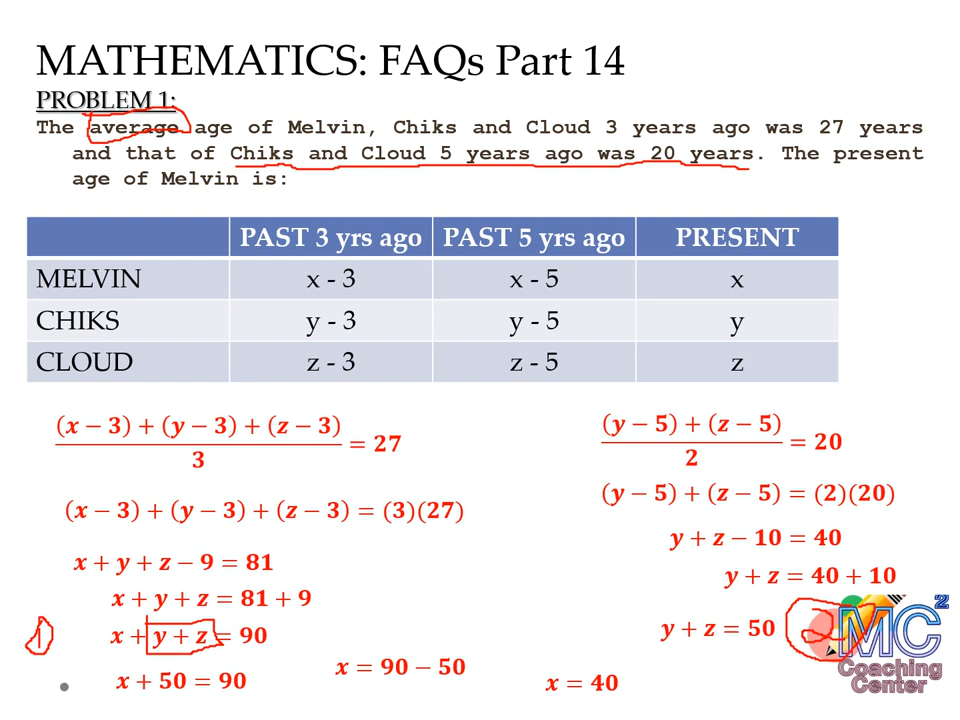 MATHEMATICS: FAQs Part 14
PROBLEM 1:
The average age of Melvin, Chiks and Cloud 3 years ago was 27 years
and that of Chiks and Cloud 5 years ago was 20 years. The present
age of Melvin is:
PAST 3 yrs ago PAST 5 yrs ago PRESENT
MELVIN x - 3 x - 5 x
CHIKS y - 3 y - 5 y
CLOUD z - 3 z - 5 z
(x − 3) + (y − 3) + (z − 3)
3
= 27
(x − 3) + (y − 3) + (z − 3) = (3)(27)
x + y + z − 9 = 81
x + y + z = 81 + 9
1
x + y + z = 90
x + 50 = 90
x = 90 − 50
x = 40
(y − 5) + (z − 5)
2
= 20
(y − 5) + (z − 5) = (2)(20)
y + z − 10 = 40
y + z = 40 + 10
y + z = 50
MC2
Coaching
Center